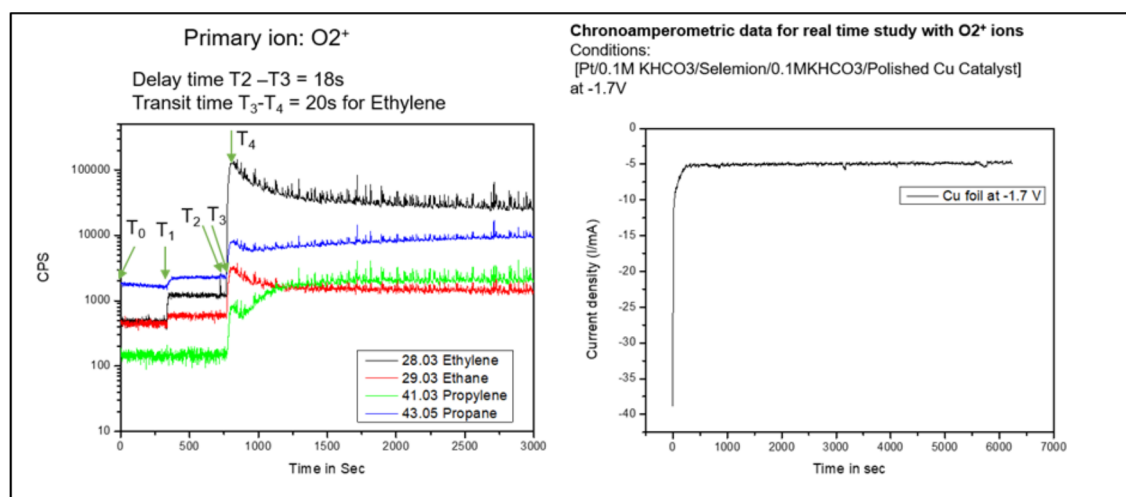 Primary ion: O2⁺
Delay time T2 –T3 = 18s
Transit time T₃-T₄ = 20s for Ethylene
T₄
T₀
T₁
T₂
T₃
100000
10000
1000
100
10
CPS
0
500
1000
1500
2000
2500
3000
Time in Sec
28.03 Ethylene
29.03 Ethane
41.03 Propylene
43.05 Propane
Chronoamperometric data for real time study with O2⁺ ions
Conditions:
[Pt/0.1M KHCO3/Selemion/0.1MKHCO3/Polished Cu Catalyst]
at -1.7V
0
-5
-10
-15
-20
-25
-30
-35
-40
Current density (I/mA)
Cu foil at -1.7 V
0
1000
2000
3000
4000
5000
6000
7000
Time in sec